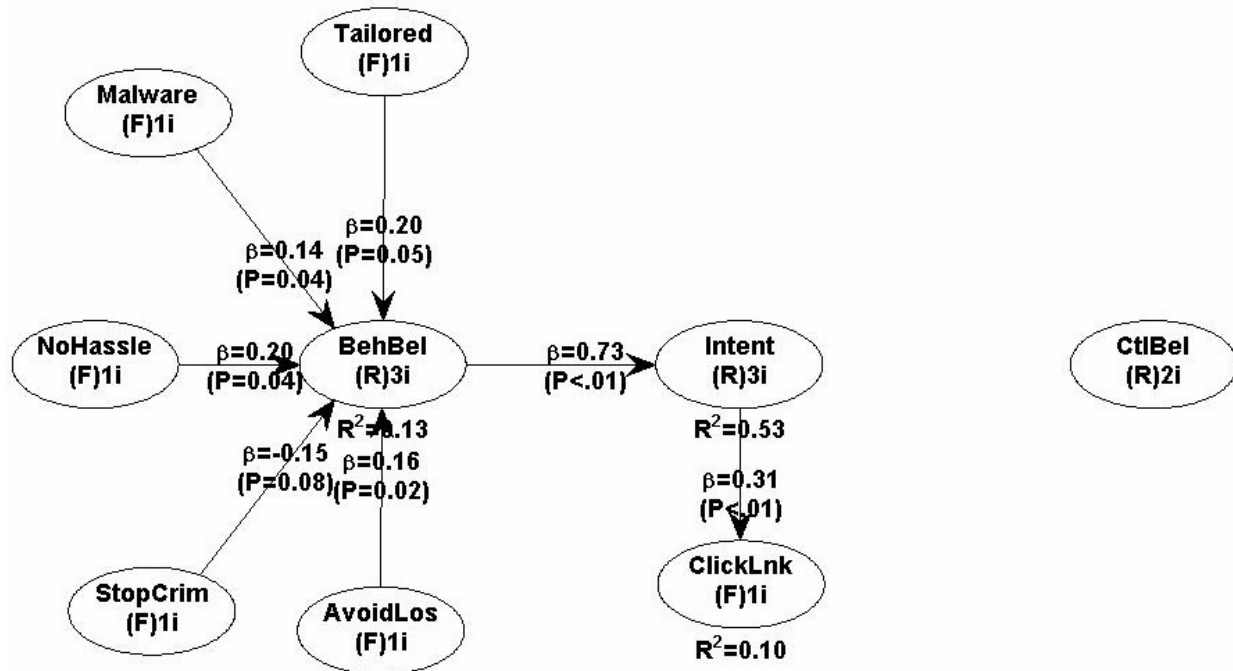 Tailored
(F)1i
Malware
(F)1i
β=0.14
(P=0.04)
β=0.20
(P=0.05)
NoHassle
(F)1i
β=0.20
(P=0.04)
BehBel
(R)3i
R²=0.13
β=0.73
(P<.01)
Intent
(R)3i
R²=0.53
CtlBel
(R)2i
β=-0.15
(P=0.08)
β=0.16
(P=0.02)
β=0.31
(P<.01)
StopCrim
(F)1i
AvoidLos
(F)1i
ClickLnk
(F)1i
R²=0.10